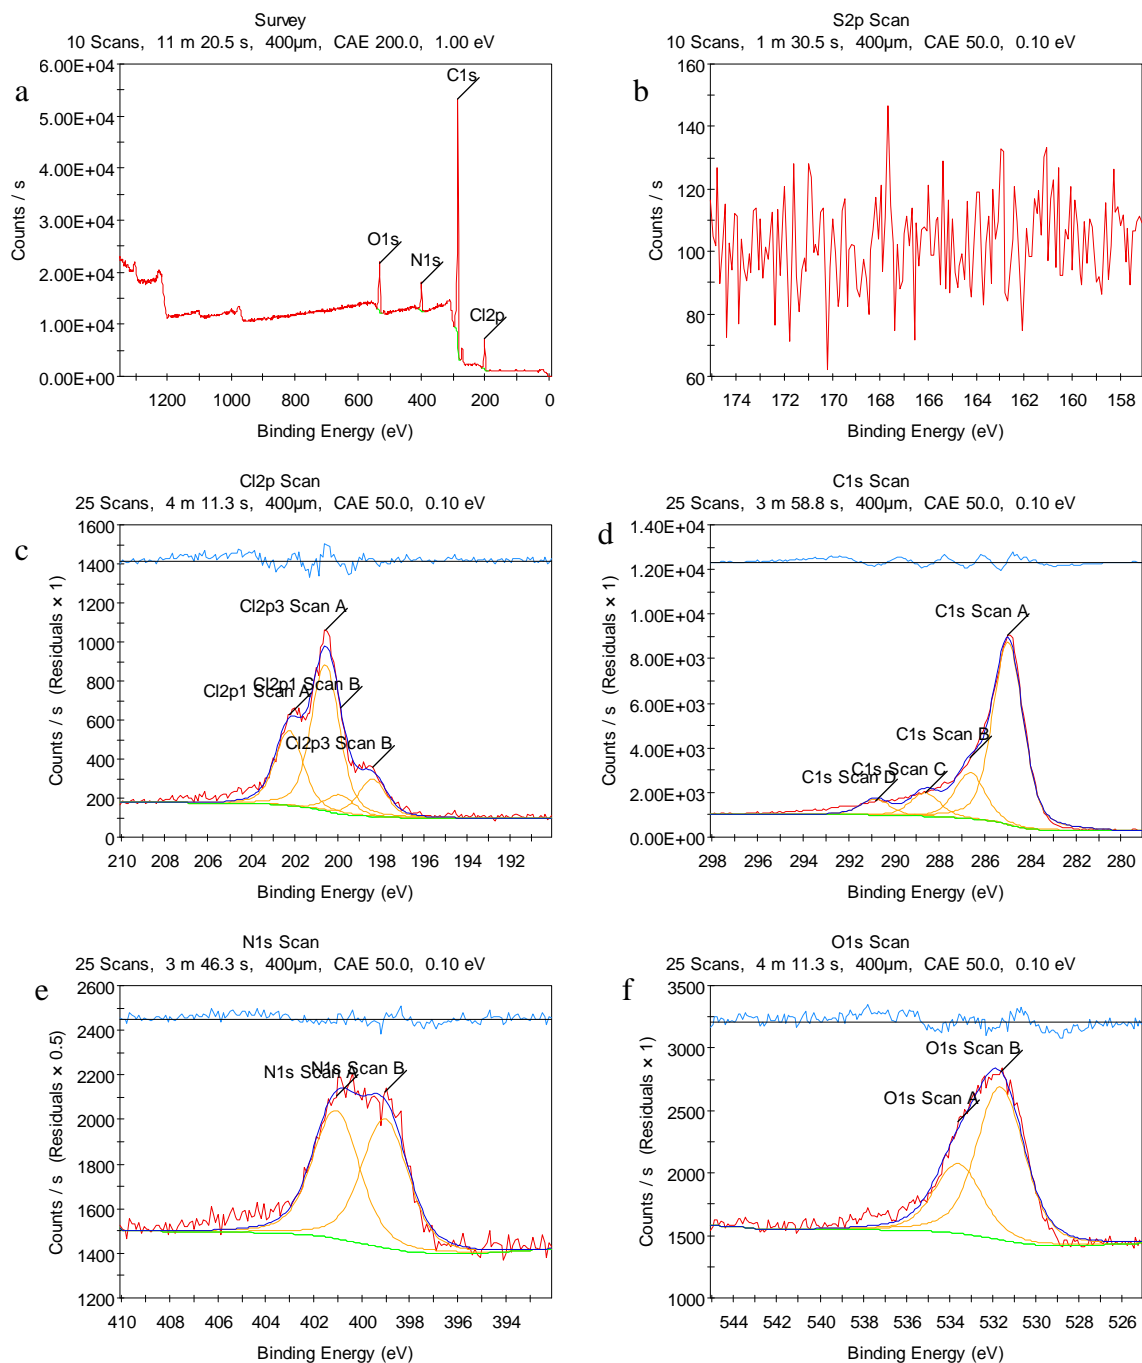 Survey
10 Scans, 11 m 20.5 s, 400µm, CAE 200.0, 1.00 eV
a
6.00E+04
5.00E+04
4.00E+04
3.00E+04
2.00E+04
1.00E+04
0.00E+00
Counts / s
C1s
O1s
N1s
Cl2p
1200 1000 800 600 400 200 0
Binding Energy (eV)
S2p Scan
10 Scans, 1 m 30.5 s, 400µm, CAE 50.0, 0.10 eV
b
160
140
120
100
80
60
Counts / s
174 172 170 168 166 164 162 160 158
Binding Energy (eV)
Cl2p Scan
25 Scans, 4 m 11.3 s, 400µm, CAE 50.0, 0.10 eV
c
1600
1400
1200
1000
800
600
400
200
0
Counts / s (Residuals × 1)
Cl2p3 Scan A
Cl2p1 Scan B
Cl2p1 Scan A
Cl2p3 Scan B
210 208 206 204 202 200 198 196 194 192
Binding Energy (eV)
C1s Scan
25 Scans, 3 m 58.8 s, 400µm, CAE 50.0, 0.10 eV
d
1.40E+04
1.20E+04
1.00E+04
8.00E+03
6.00E+03
4.00E+03
2.00E+03
0.00E+00
Counts / s (Residuals × 1)
C1s Scan A
C1s Scan B
C1s Scan C
C1s Scan D
298 296 294 292 290 288 286 284 282 280
Binding Energy (eV)
N1s Scan
25 Scans, 3 m 46.3 s, 400µm, CAE 50.0, 0.10 eV
e
2600
2400
2200
2000
1800
1600
1400
1200
Counts / s (Residuals × 0.5)
N1s Scan B
N1s Scan A
410 408 406 404 402 400 398 396 394
Binding Energy (eV)
O1s Scan
25 Scans, 4 m 11.3 s, 400µm, CAE 50.0, 0.10 eV
f
3500
3000
2500
2000
1500
1000
Counts / s (Residuals × 1)
O1s Scan B
O1s Scan A
544 542 540 538 536 534 532 530 528 526
Binding Energy (eV)